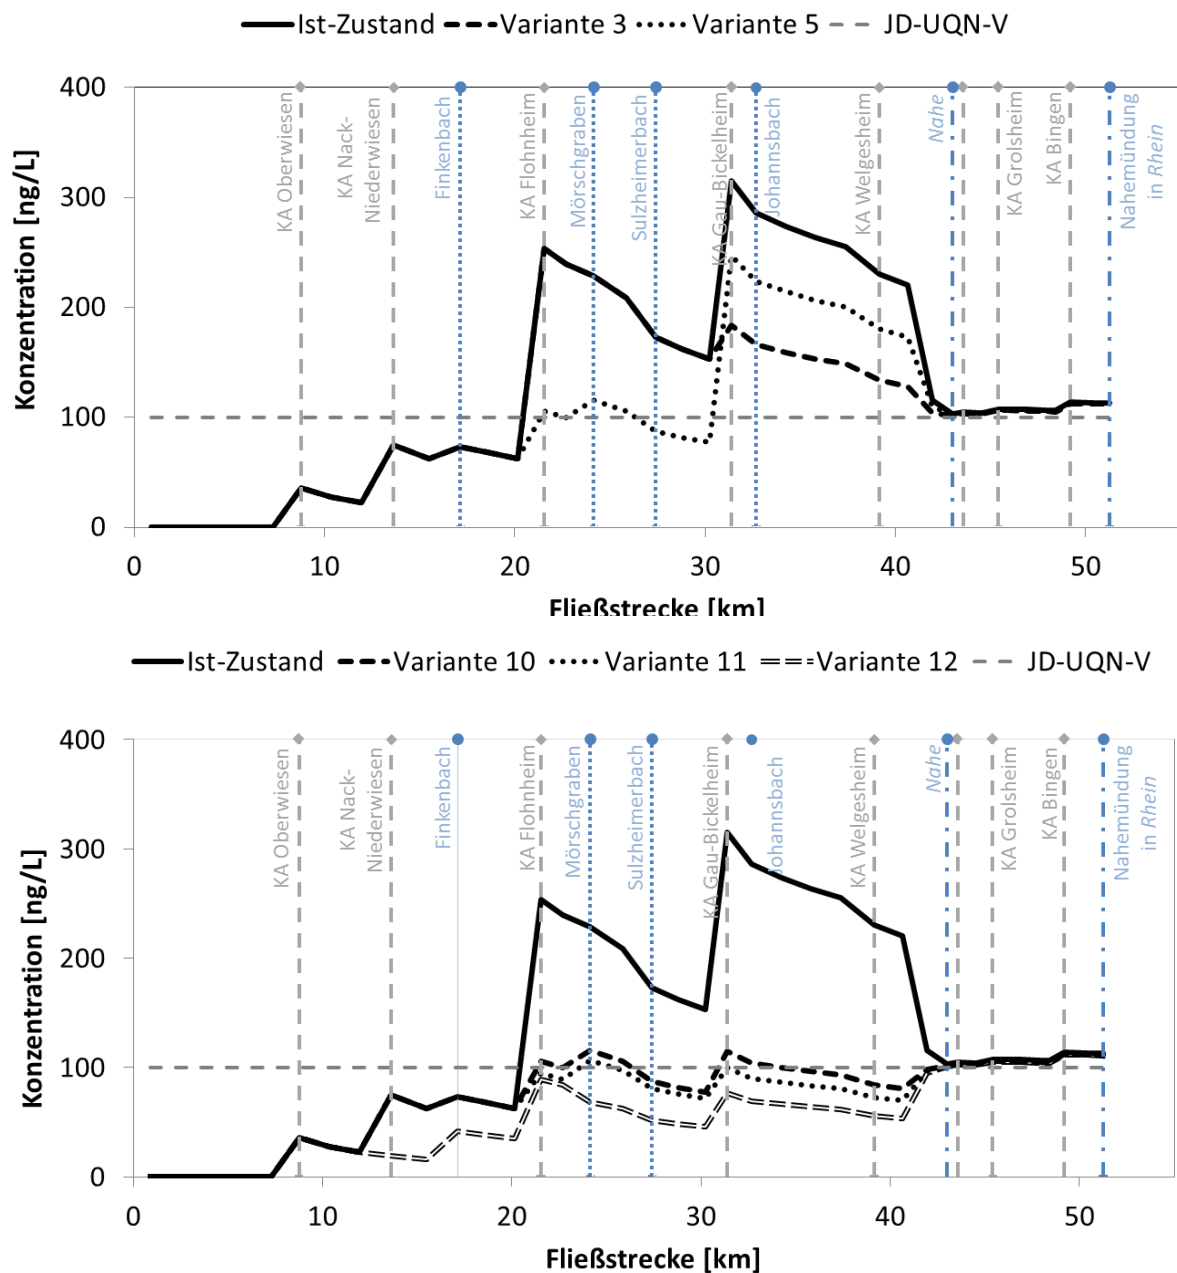 Ist-Zustand Variante 3 Variante 5 JD-UQN-V
Konzentration [ng/L]
400
300
200
100
0
KA Oberwiesen
KA Nack-
Niederwiesen
Finkenbach
KA Flohnheim
Mörschgraben
Sulzheimerbach
KA Gau-Bickelheim
Johannsbach
KA Welgesheim
Nahe
KA Grolsheim
KA Bingen
Nahemündung
in Rhein
0 10 20 30 40 50
Fließstrecke [km]
Ist-Zustand Variante 10 Variante 11 Variante 12 JD-UQN-V
Konzentration [ng/L]
400
300
200
100
0
KA Oberwiesen
KA Nack-
Niederwiesen
Finkenbach
KA Flohnheim
Mörschgraben
Sulzheimerbach
KA Gau-Bickelheim
Johannsbach
KA Welgesheim
Nahe
KA Grolsheim
KA Bingen
Nahemündung
in Rhein
0 10 20 30 40 50
Fließstrecke [km]